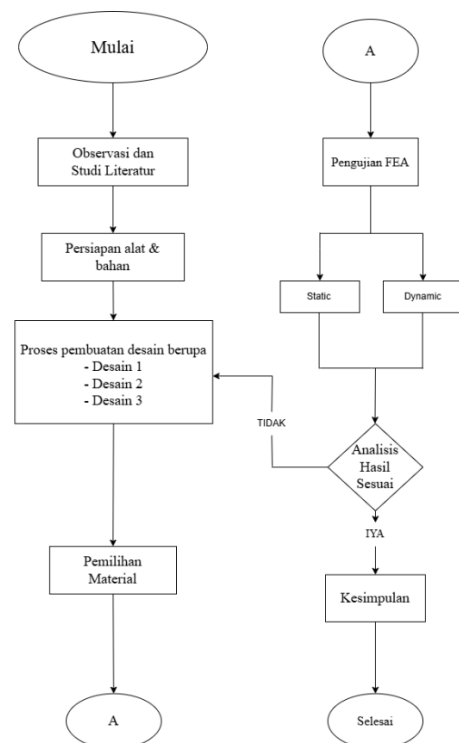 Mulai
Observasi dan
Studi Literatur
Persiapan alat &
bahan
Proses pembuatan desain berupa
- Desain 1
- Desain 2
- Desain 3
Pemilihan
Material
A
A
Pengujian FEA
Static
Dynamic
TIDAK
Analisis
Hasil
Sesuai
IYA
Kesimpulan
Selesai